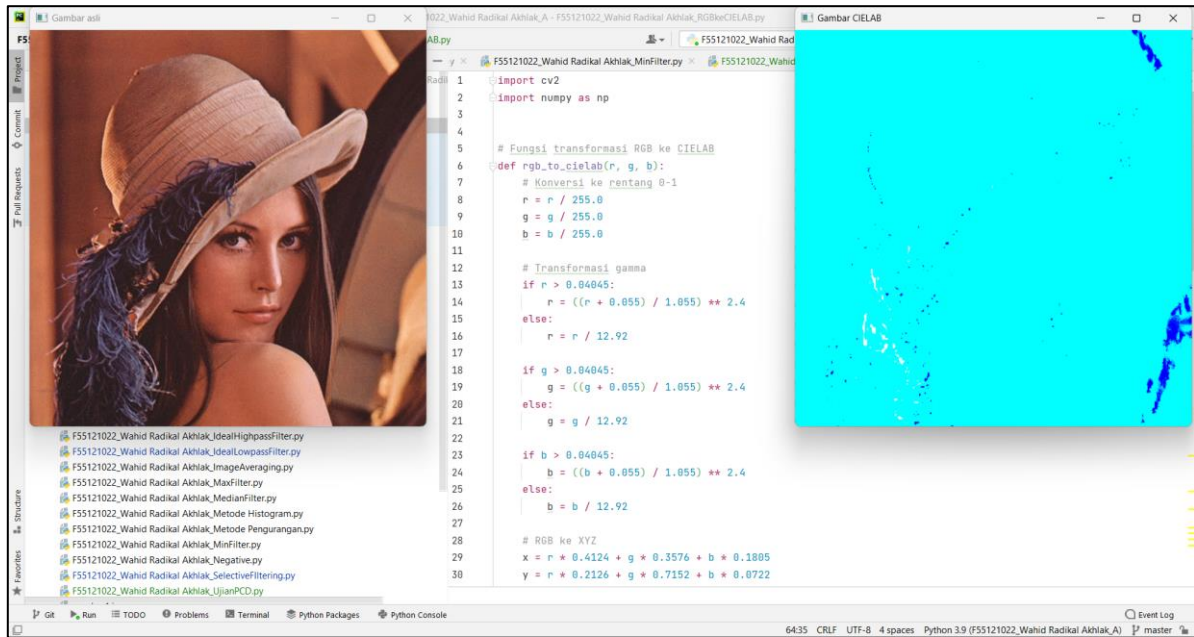 Gambar asli
1022_Wahid Radikal Akhlak_A - F55121022_Wahid Radikal Akhlak_RGBkeCIELAB.py
Gambar CIELAB
F5
AB.py
F55121022_Wahid Rad
F55121022_Wahid Radikal Akhlak_MinFilter.py
F55121022_Wahid
Project
Commit
Pull Requests
Structure
Favorites
Radi
1 import cv2
2 import numpy as np
3
4
5 # Fungsi transformasi RGB ke CIELAB
6 def rgb_to_cielab(r, g, b):
7 # Konversi ke rentang 0-1
8 r = r / 255.0
9 g = g / 255.0
10 b = b / 255.0
11
12 # Transformasi gamma
13 if r > 0.04045:
14 r = ((r + 0.055) / 1.055) ** 2.4
15 else:
16 r = r / 12.92
17
18 if g > 0.04045:
19 g = ((g + 0.055) / 1.055) ** 2.4
20 else:
21 g = g / 12.92
22
23 if b > 0.04045:
24 b = ((b + 0.055) / 1.055) ** 2.4
25 else:
26 b = b / 12.92
27
28 # RGB ke XYZ
29 x = r * 0.4124 + g * 0.3576 + b * 0.1805
30 y = r * 0.2126 + g * 0.7152 + b * 0.0722
F55121022_Wahid Radikal Akhlak_IdealHighpassFilter.py
F55121022_Wahid Radikal Akhlak_IdealLowpassFilter.py
F55121022_Wahid Radikal Akhlak_ImageAveraging.py
F55121022_Wahid Radikal Akhlak_MaxFilter.py
F55121022_Wahid Radikal Akhlak_MedianFilter.py
F55121022_Wahid Radikal Akhlak_Metode Histogram.py
F55121022_Wahid Radikal Akhlak_Metode Pengurangan.py
F55121022_Wahid Radikal Akhlak_MinFilter.py
F55121022_Wahid Radikal Akhlak_Negative.py
F55121022_Wahid Radikal Akhlak_SelectiveFIltering.py
F55121022_Wahid Radikal Akhlak_UjianPCD.py
Git Run TODO Problems Terminal Python Packages Python Console Event Log
64:35 CRLF UTF-8 4 spaces Python 3.9 (F55121022_Wahid Radikal Akhlak_A) master